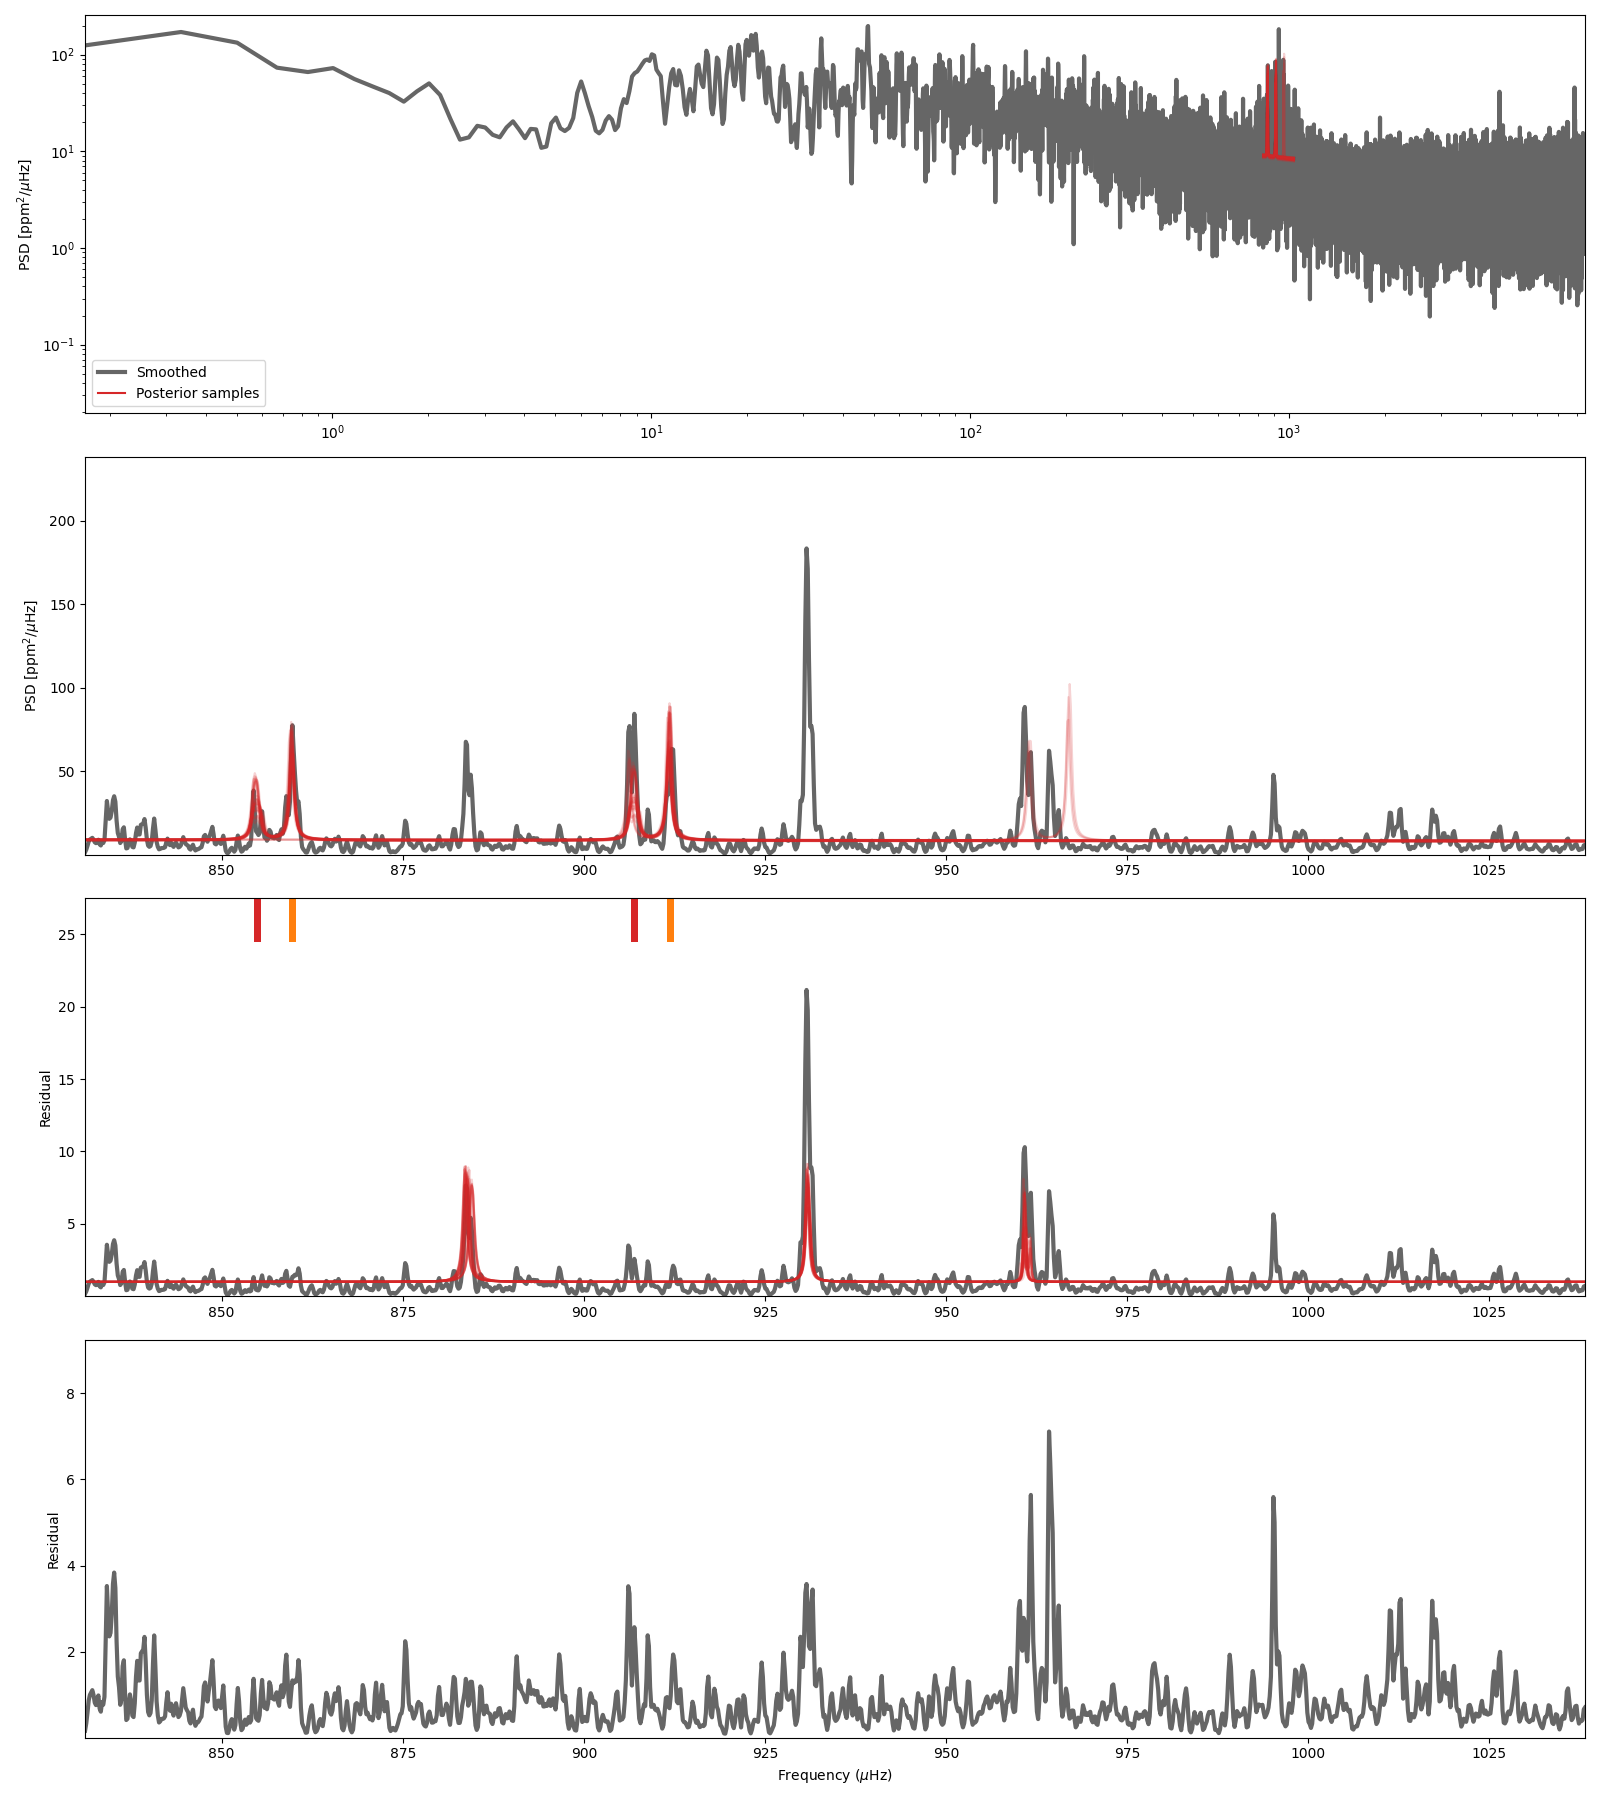 PSD [ppm²/μHz]
10²
10¹
10⁰
10⁻¹
Smoothed
Posterior samples
10⁰ 10¹ 10² 10³
PSD [ppm²/μHz]
200
150
100
50
850 875 900 925 950 975 1000 1025
Residual
25
20
15
10
5
850 875 900 925 950 975 1000 1025
Residual
8
6
4
2
850 875 900 925 950 975 1000 1025
Frequency (μHz)